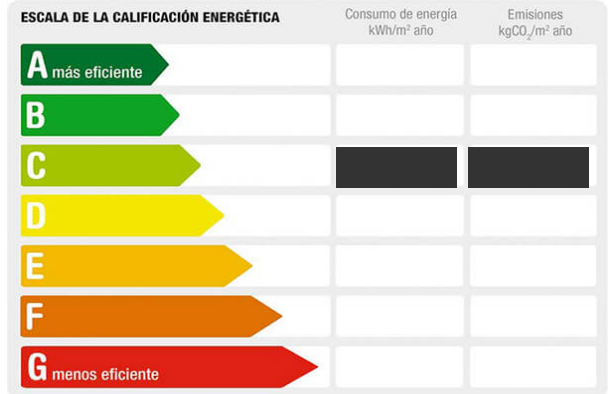 ESCALA DE LA CALIFICACIÓN ENERGÉTICA
Consumo de energía
kWh/m² año
Emisiones
kgCO₂/m² año
A más eficiente
B
C
D
E
F
G menos eficiente